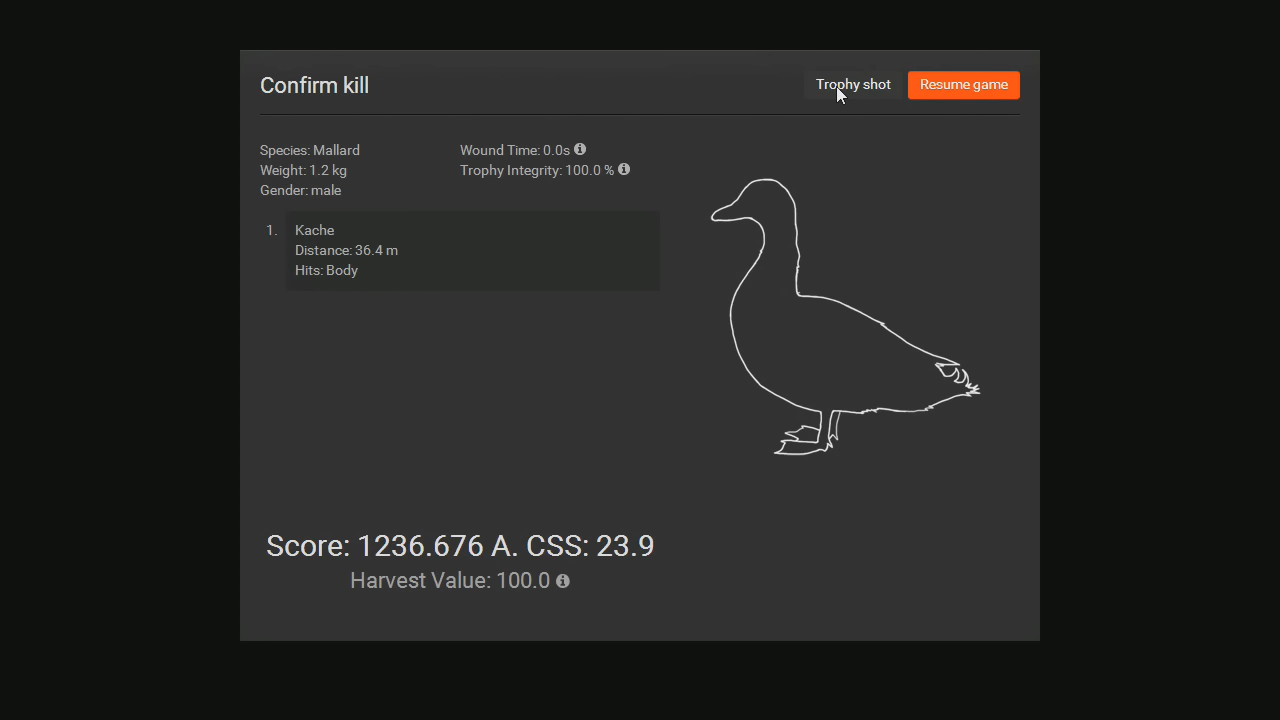 Confirm kill
Trophy shot
Resume game
Species: Mallard
Weight: 1.2 kg
Gender: male
Wound Time: 0.0s
Trophy Integrity: 100.0 %
1.
Kache
Distance: 36.4 m
Hits: Body
Score: 1236.676 A. CSS: 23.9
Harvest Value: 100.0